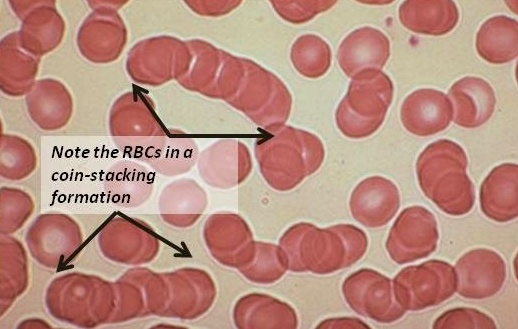 Note the RBCs in a
coin-stacking
formation